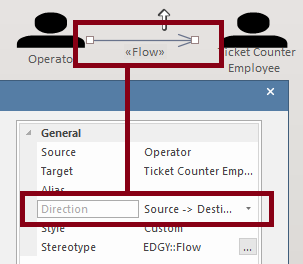 Operator
«Flow»
Ticket Counter
Employee
×
General
Source Operator
Target Ticket Counter Emp...
Alias
Direction Source -> Desti...
Style Custom
Stereotype EDGY::Flow ...